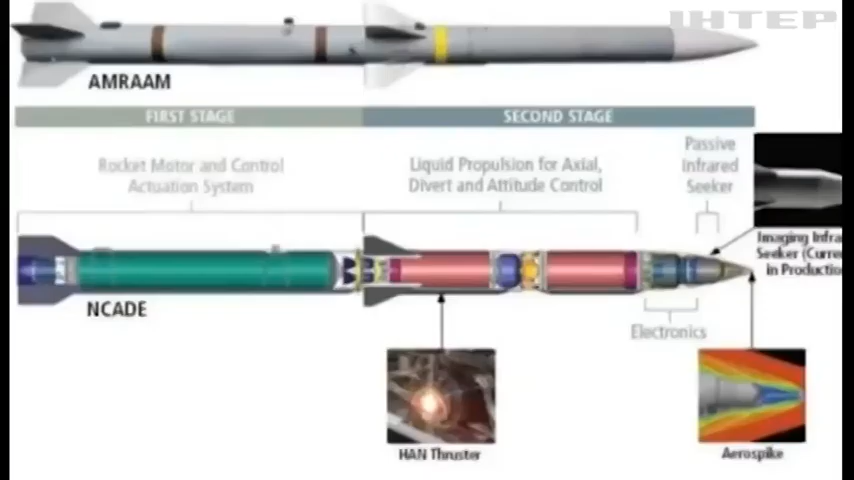 ІНТЕР
AMRAAM
FIRST STAGE
SECOND STAGE
Rocket Motor and Control
Actuation System
Liquid Propulsion for Axial,
Divert and Attitude Control
Passive
Infrared
Seeker
Imaging Infra
Seeker (Curre
in Productio
NCADE
Electronics
HAN Thruster
Aerospike